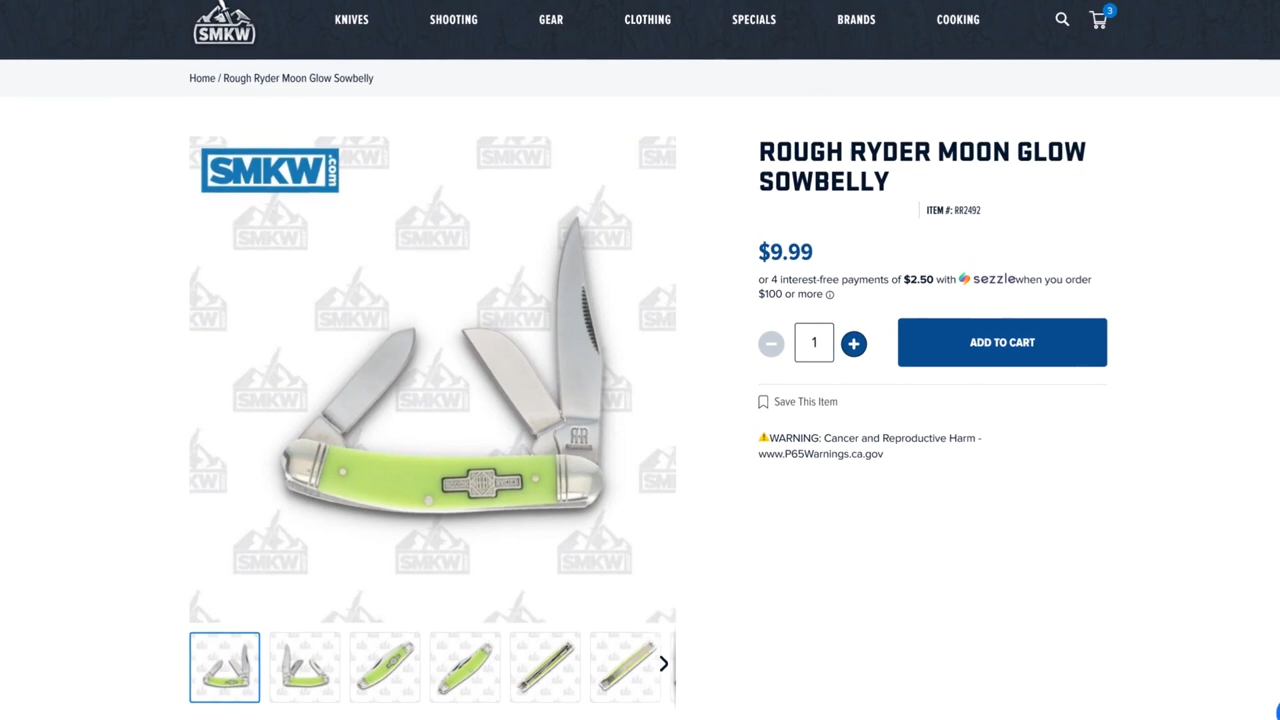 SMKW
KNIVES
SHOOTING
GEAR
CLOTHING
SPECIALS
BRANDS
COOKING
3
Home / Rough Ryder Moon Glow Sowbelly
SMKW.com
ROUGH RYDER MOON GLOW
SOWBELLY
ITEM #: RR2492
$9.99
or 4 interest-free payments of $2.50 with sezzle when you order
$100 or more
1
ADD TO CART
Save This Item
WARNING: Cancer and Reproductive Harm -
www.P65Warnings.ca.gov